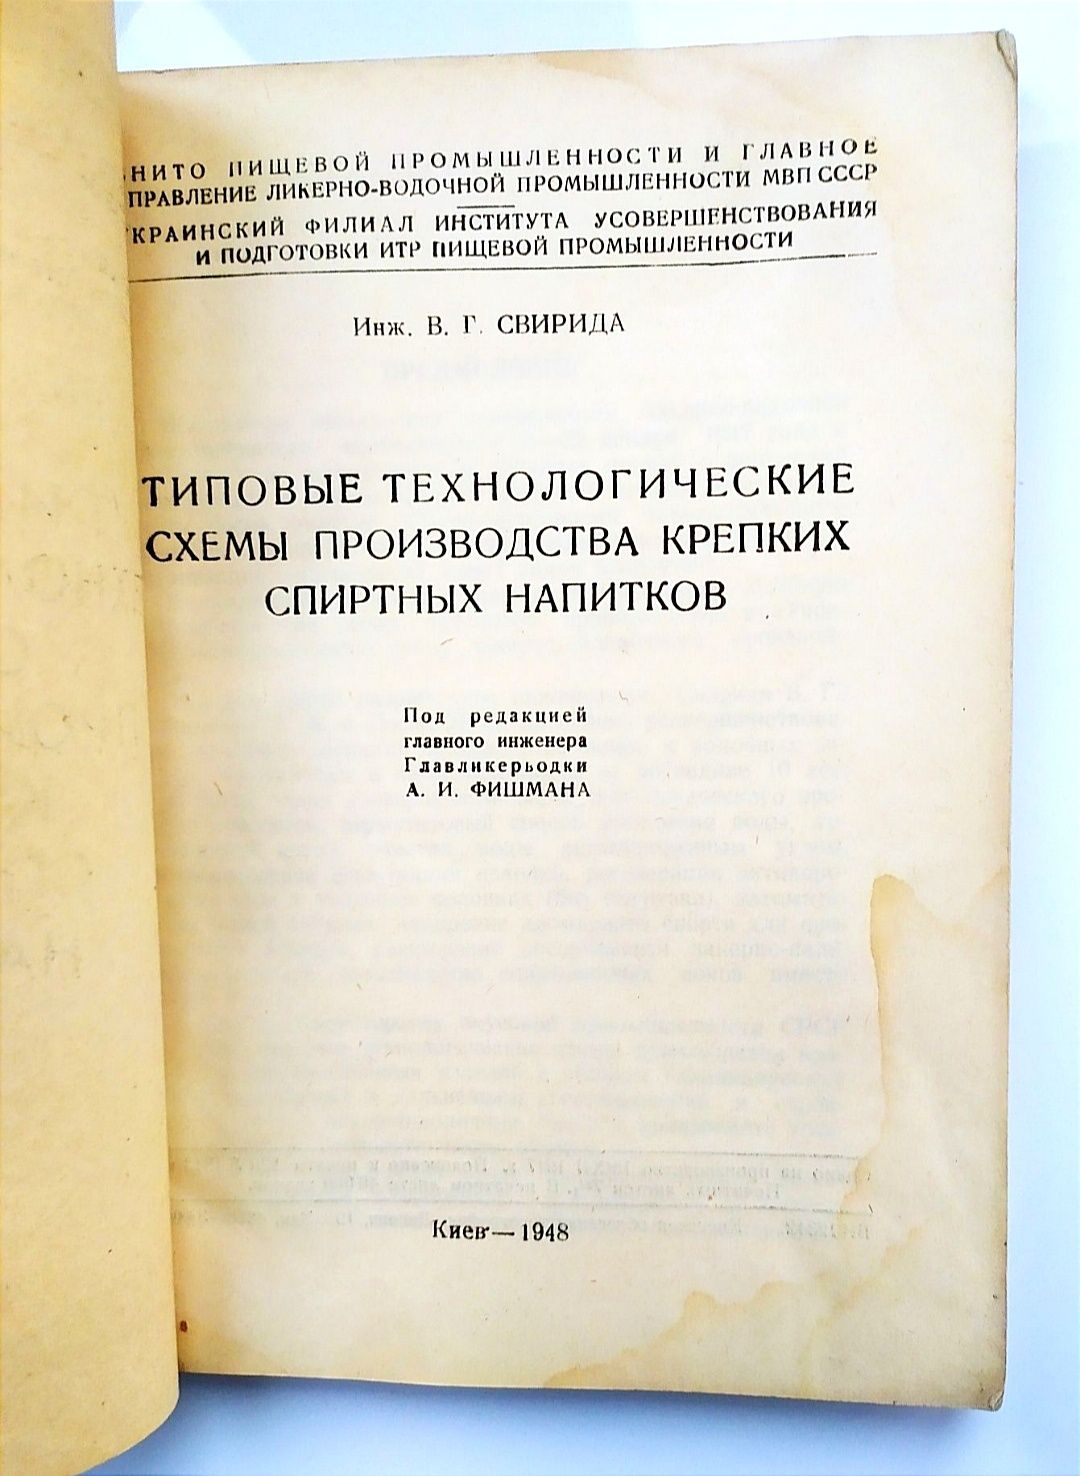 НИТО ПИЩЕВОЙ ПРОМЫШЛЕННОСТИ И ГЛАВНОЕ
ПРАВЛЕНИЕ ЛИКЕРНО-ВОДОЧНОЙ ПРОМЫШЛЕННОСТИ МВП СССР
КРАИНСКИЙ ФИЛИАЛ ИНСТИТУТА УСОВЕРШЕНСТВОВАНИЯ
И ПОДГОТОВКИ ИТР ПИЩЕВОЙ ПРОМЫШЛЕННОСТИ
Инж. В. Г. СВИРИДА
ТИПОВЫЕ ТЕХНОЛОГИЧЕСКИЕ
СХЕМЫ ПРОИЗВОДСТВА КРЕПКИХ
СПИРТНЫХ НАПИТКОВ
Под редакцией
главного инженера
Главликерьодки
А. И. ФИШМАНА
Киев — 1948